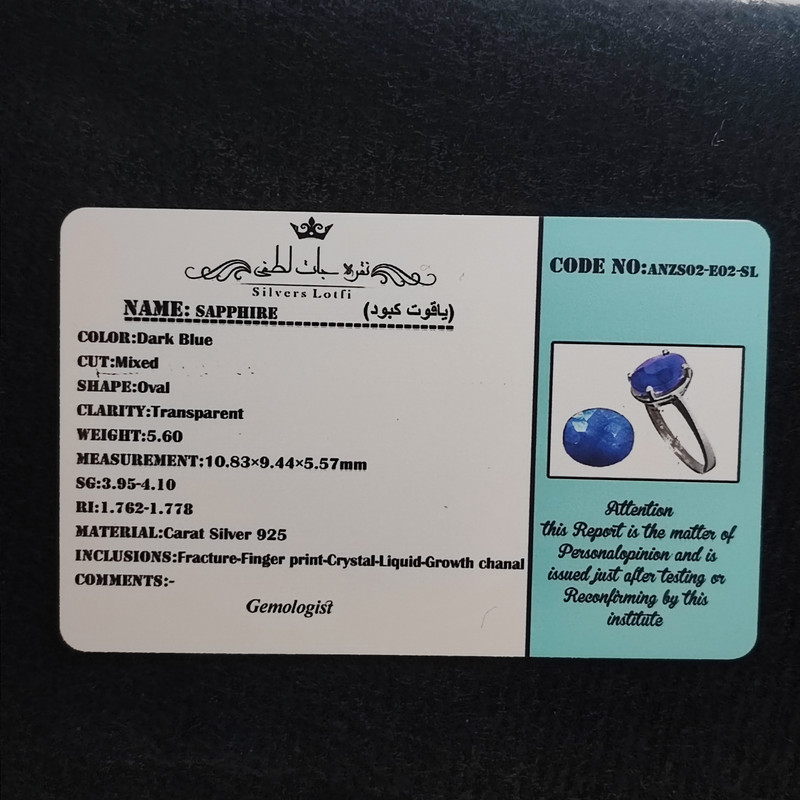 نقره جات لطفی
Silvers Lotfi
NAME: SAPPHIRE (یاقوت کبود)
COLOR:Dark Blue
CUT:Mixed
SHAPE:Oval
CLARITY:Transparent
WEIGHT:5.60
MEASUREMENT:10.83×9.44×5.57mm
SG:3.95-4.10
RI:1.762-1.778
MATERIAL:Carat Silver 925
INCLUSIONS:Fracture-Finger print-Crystal-Liquid-Growth chanal
COMMENTS:-
Gemologist
CODE NO:ANZS02-E02-SL
Attention
this Report is the matter of
Personalopinion and is
issued just after testing or
Reconfirming by this
institute